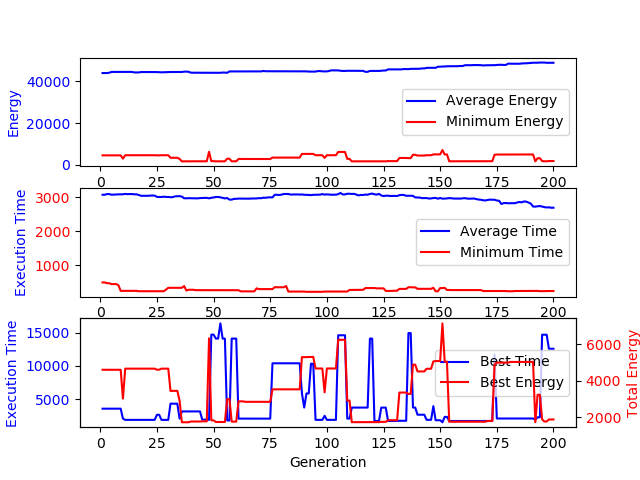 Energy
40000
20000
0
Average Energy
Minimum Energy
0 25 50 75 100 125 150 175 200
Execution Time
3000
2000
1000
Average Time
Minimum Time
0 25 50 75 100 125 150 175 200
Execution Time
15000
10000
5000
Best Time
Best Energy
6000
4000
2000
Total Energy
0 25 50 75 100 125 150 175 200
Generation